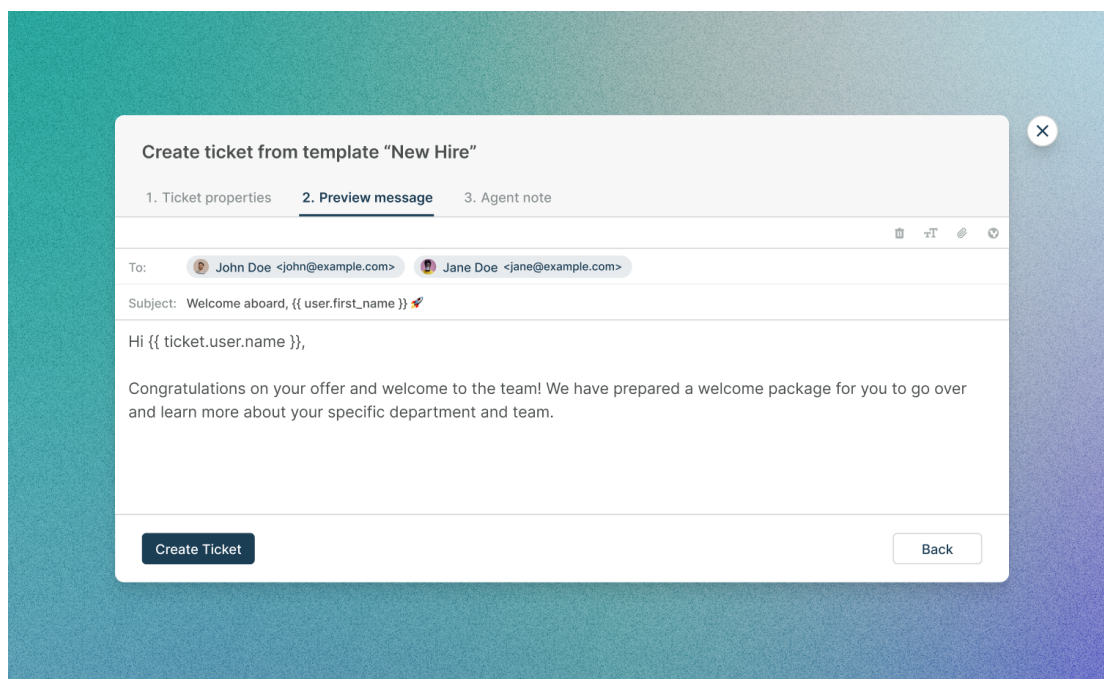 Create ticket from template “New Hire”
1. Ticket properties 2. Preview message 3. Agent note
To: John Doe <john@example.com> Jane Doe <jane@example.com>
Subject: Welcome aboard, {{ user.first_name }} 🚀
Hi {{ ticket.user.name }},
Congratulations on your offer and welcome to the team! We have prepared a welcome package for you to go over
and learn more about your specific department and team.
Create Ticket Back